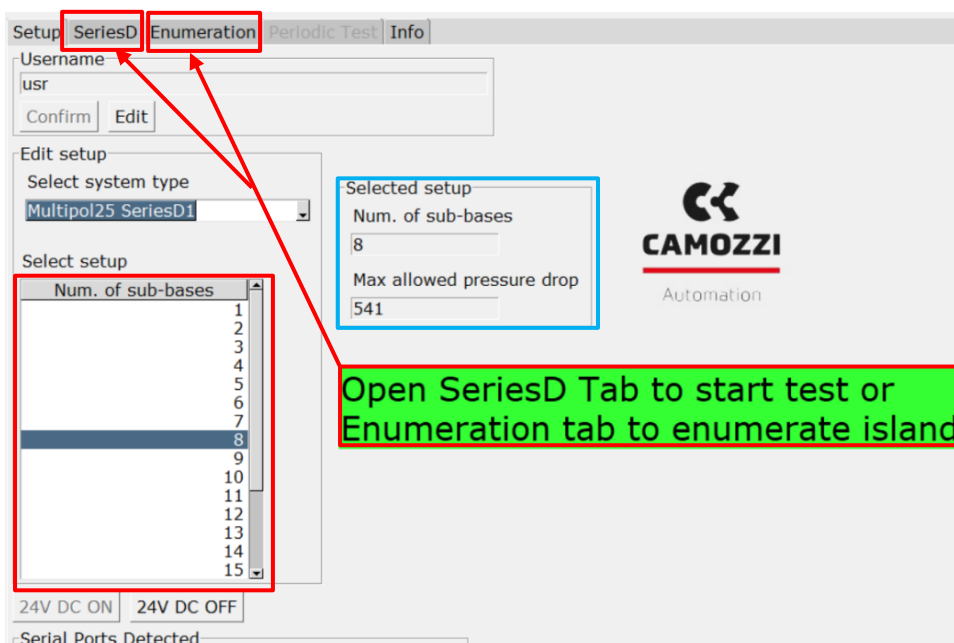 Setup SeriesD Enumeration Periodic Test Info
Username
usr
Confirm Edit
Edit setup
Select system type
Multipol25 SeriesD1
Select setup
Num. of sub-bases
1
2
3
4
5
6
7
8
9
10
11
12
13
14
15
Selected setup
Num. of sub-bases
8
Max allowed pressure drop
541
CAMOZZI
Automation
Open SeriesD Tab to start test or
Enumeration tab to enumerate island
24V DC ON 24V DC OFF
Serial Ports Detected